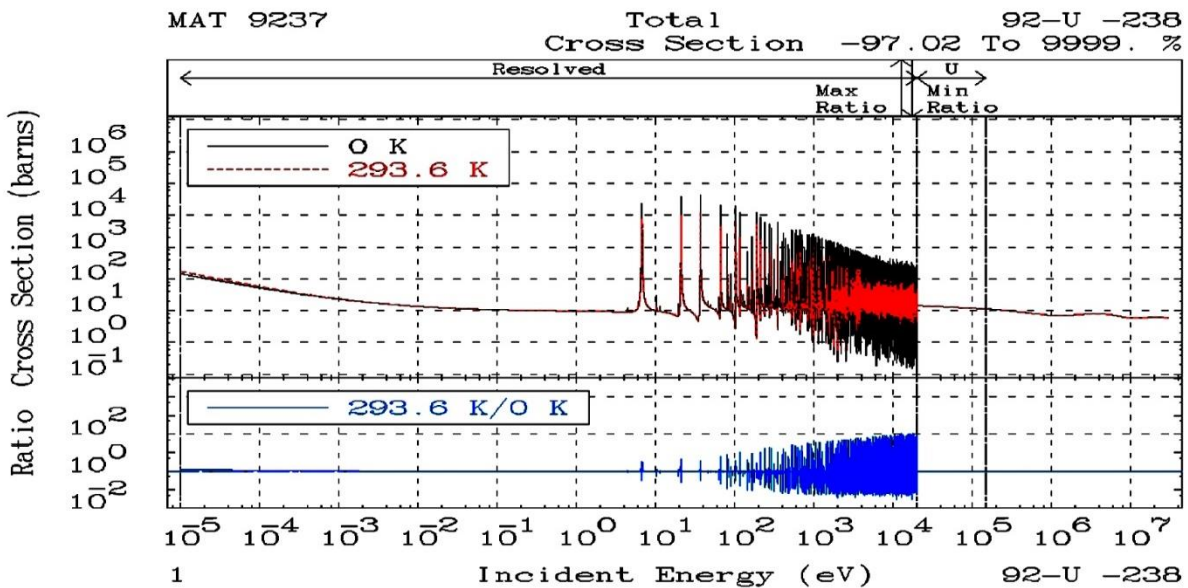 MAT 9237 Total 92-U -238
Cross Section -97.02 To 9999. %
Resolved U
Max Ratio Min Ratio
Ratio Cross Section (barns)
10^6
10^5
10^4
10^3
10^2
10^1
10^0
10^-1
0 K
293.6 K
293.6 K/0 K
10^2
10^0
10^-2
10^-5 10^-4 10^-3 10^-2 10^-1 10^0 10^1 10^2 10^3 10^4 10^5 10^6 10^7
1 Incident Energy (eV) 92-U -238